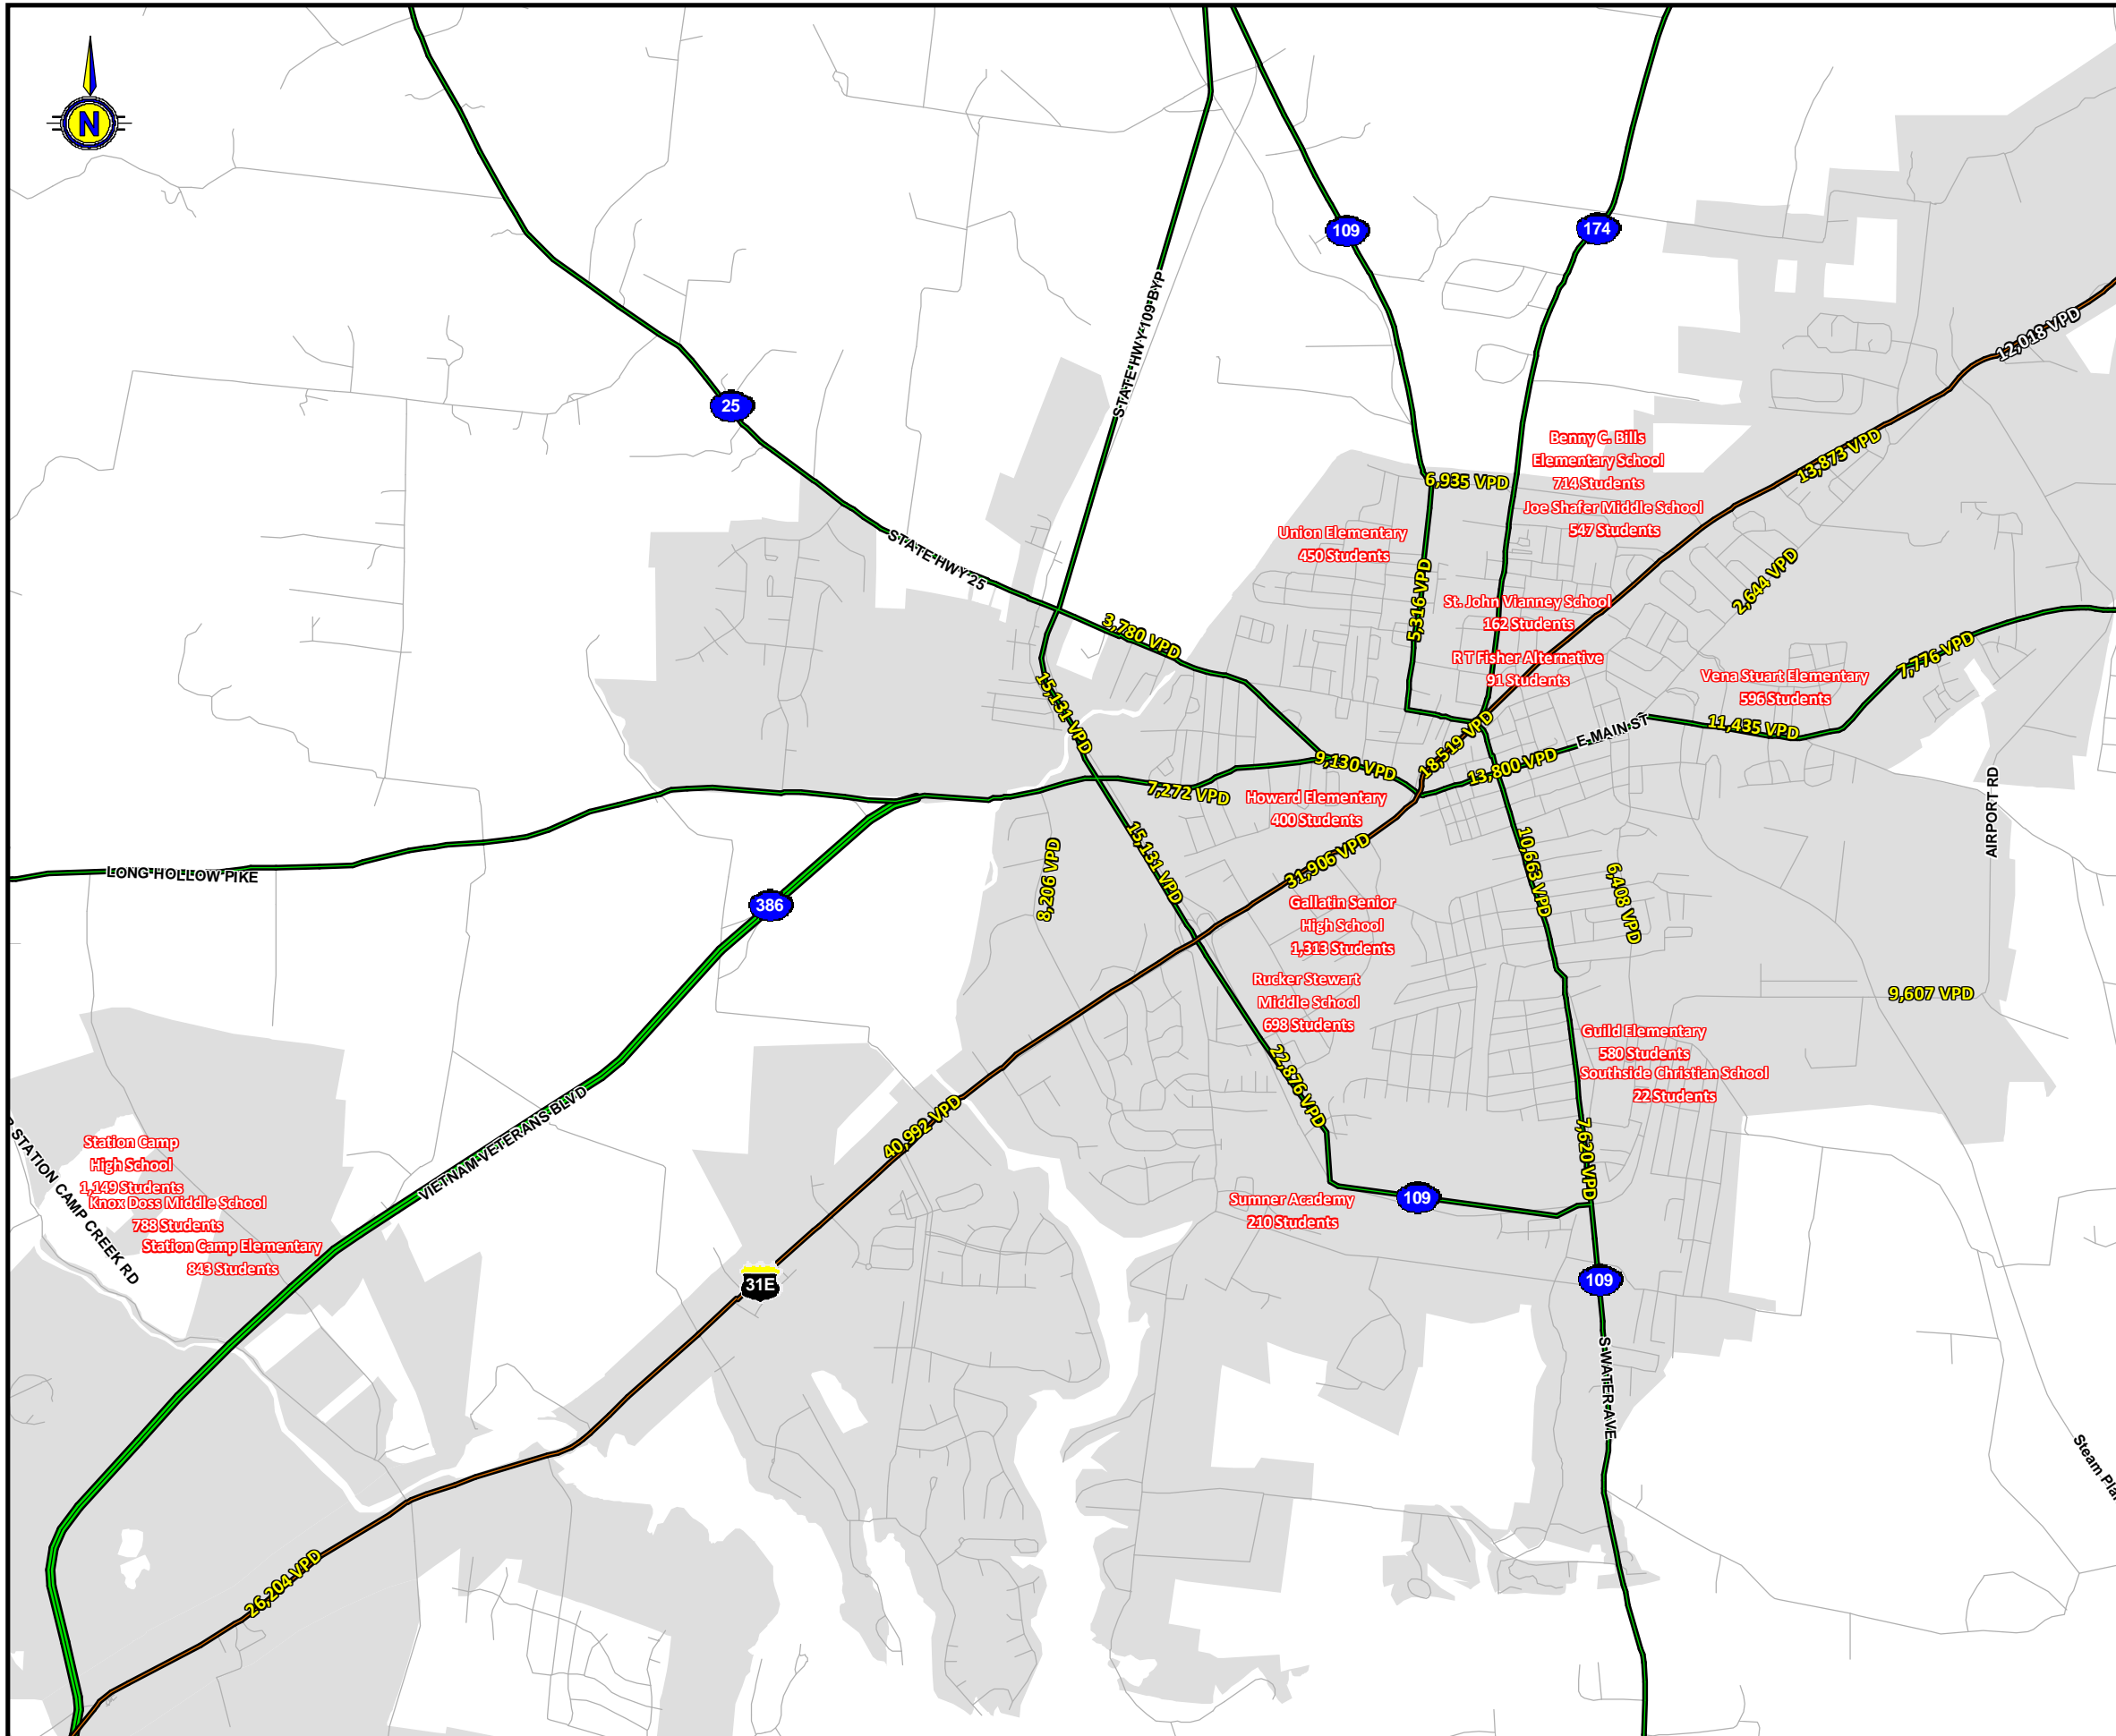 N
109
174
12,018 VPD
STATE HWY 109 BYP
25
Benny C. Bills
Elementary School
714 Students
13,873 VPD
6,935 VPD
Joe Shafer Middle School
547 Students
Union Elementary
450 Students
STATE HWY 25
2,644 VPD
5,316 VPD
St. John Vianney School
162 Students
3,780 VPD
R T Fisher Alternative
91 Students
7,776 VPD
Vena Stuart Elementary
596 Students
15,131 VPD
11,435 VPD
E MAIN ST
18,519 VPD
9,130 VPD
13,800 VPD
7,272 VPD
Howard Elementary
400 Students
AIRPORT RD
15,131 VPD
31,906 VPD
10,663 VPD
LONG HOLLOW PIKE
8,206 VPD
386
6,408 VPD
Gallatin Senior
High School
1,313 Students
Rucker Stewart
Middle School
698 Students
9,607 VPD
Guild Elementary
580 Students
Southside Christian School
22 Students
22,876 VPD
40,992 VPD
VIETNAM VETERANS BLVD
7,620 VPD
STATION CAMP CREEK RD
Station Camp
High School
1,149 Students
Knox Doss Middle School
788 Students
Station Camp Elementary
843 Students
Sumner Academy
210 Students
109
31E
109
S WATER AVE
Steam
26,204 VPD